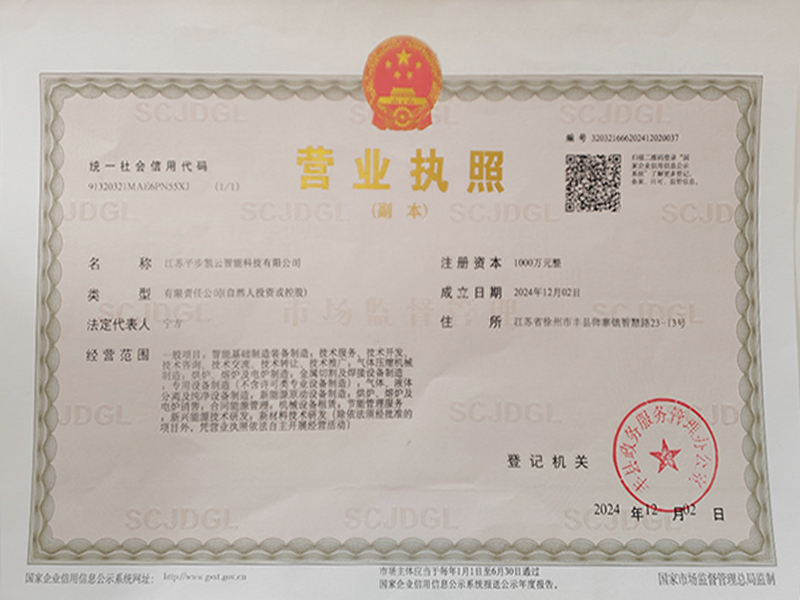 编 号 320321666202412020037
统一社会信用代码
91320321MAE6PN55XJ (1/1)
营业执照
(副 本)
扫描二维码登录“国
家企业信用信息公示
系统”了解更多登记、
备案、许可、监管信息。
名 称 江苏平步凯云智能科技有限公司
类 型 有限责任公司(自然人投资或控股)
法定代表人 宁方
经营范围 一般项目：智能基础制造装备制造；技术服务、技术开发、
技术咨询、技术交流、技术转让、技术推广；气体压缩机械
制造；烘炉、熔炉及电炉制造；金属切割及焊接设备制造
；专用设备制造（不含许可类专业设备制造）；气体、液体
分离及纯净设备制造；新能源原动设备制造；烘炉、熔炉及
电炉销售；合同能源管理；机械设备租赁；节能管理服务
；新兴能源技术研发；新材料技术研发（除依法须经批准的
项目外，凭营业执照依法自主开展经营活动）
注册资本 1000万元整
成立日期 2024年12月02日
住 所 江苏省徐州市丰县师寨镇智慧路23-13号
登记机关
丰县政务服务管理办公室
2024 年12 月02 日
国家企业信用信息公示系统网址： http://www.gsxt.gov.cn
市场主体应当于每年1月1日至6月30日通过
国家企业信用信息公示系统报送公示年度报告。
国家市场监督管理总局监制